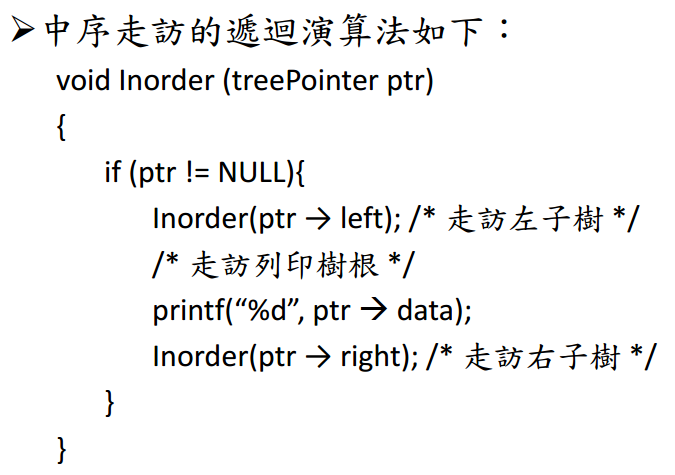 ➢中序走訪的遞迴演算法如下：
void Inorder (treePointer ptr)
{
if (ptr != NULL){
Inorder(ptr → left); /* 走訪左子樹 */
/* 走訪列印樹根 */
printf(“%d”, ptr → data);
Inorder(ptr → right); /* 走訪右子樹 */
}
}